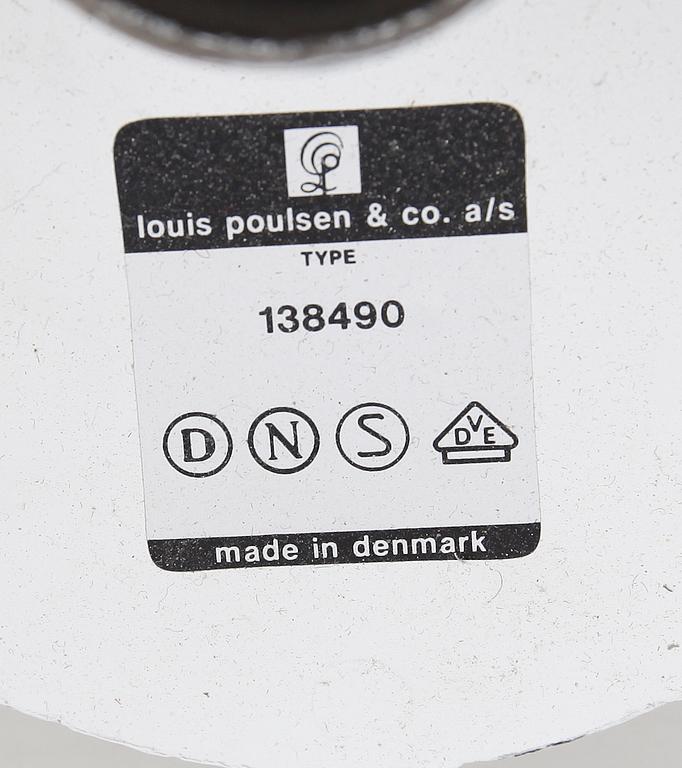 louis poulsen & co. a/s
TYPE
138490
D N S DVE
made in denmark